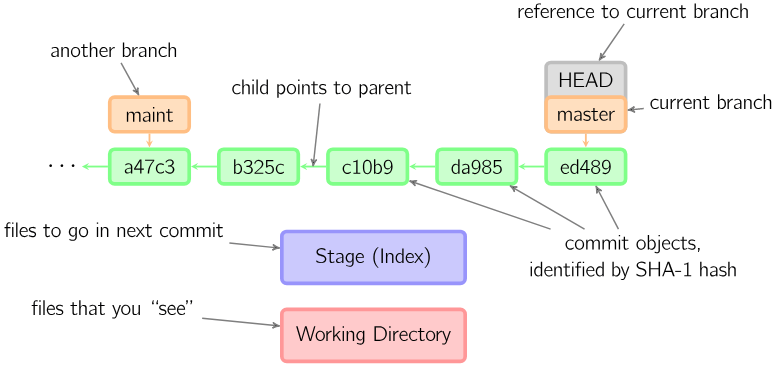 reference to current branch
another branch
HEAD
child points to parent
maint
master
current branch
··· a47c3 b325c c10b9 da985 ed489
files to go in next commit
Stage (Index)
commit objects,
identified by SHA-1 hash
files that you “see”
Working Directory